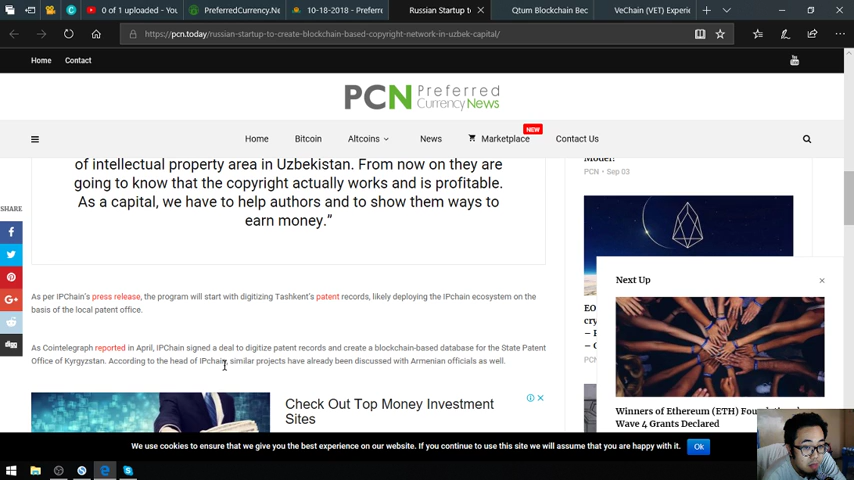 0 of 1 uploaded - You
PreferredCurrency.Ne
10-18-2018 - Preferre
Russian Startup to
Qtum Blockchain Bec
VeChain (VET) Experie
https://pcn.today/russian-startup-to-create-blockchain-based-copyright-network-in-uzbek-capital/
Home Contact
PCN Preferred
Currency News
NEW
Home Bitcoin Altcoins News Marketplace Contact Us
of intellectual property area in Uzbekistan. From now on they are
going to know that the copyright actually works and is profitable.
As a capital, we have to help authors and to show them ways to
earn money.”
SHARE
As per IPChain's press release, the program will start with digitizing Tashkent's patent records, likely deploying the IPchain ecosystem on the
basis of the local patent office.
As Cointelegraph reported in April, IPChain signed a deal to digitize patent records and create a blockchain-based database for the State Patent
Office of Kyrgyzstan. According to the head of IPChain, similar projects have already been discussed with Armenian officials as well.
Check Out Top Money Investment
Sites
Model!
PCN - Sep 03
EO
cry
PC
Next Up
Winners of Ethereum (ETH) Foundation
Wave 4 Grants Declared
We use cookies to ensure that we give you the best experience on our website. If you continue to use this site we will assume that you are happy with it.
Ok